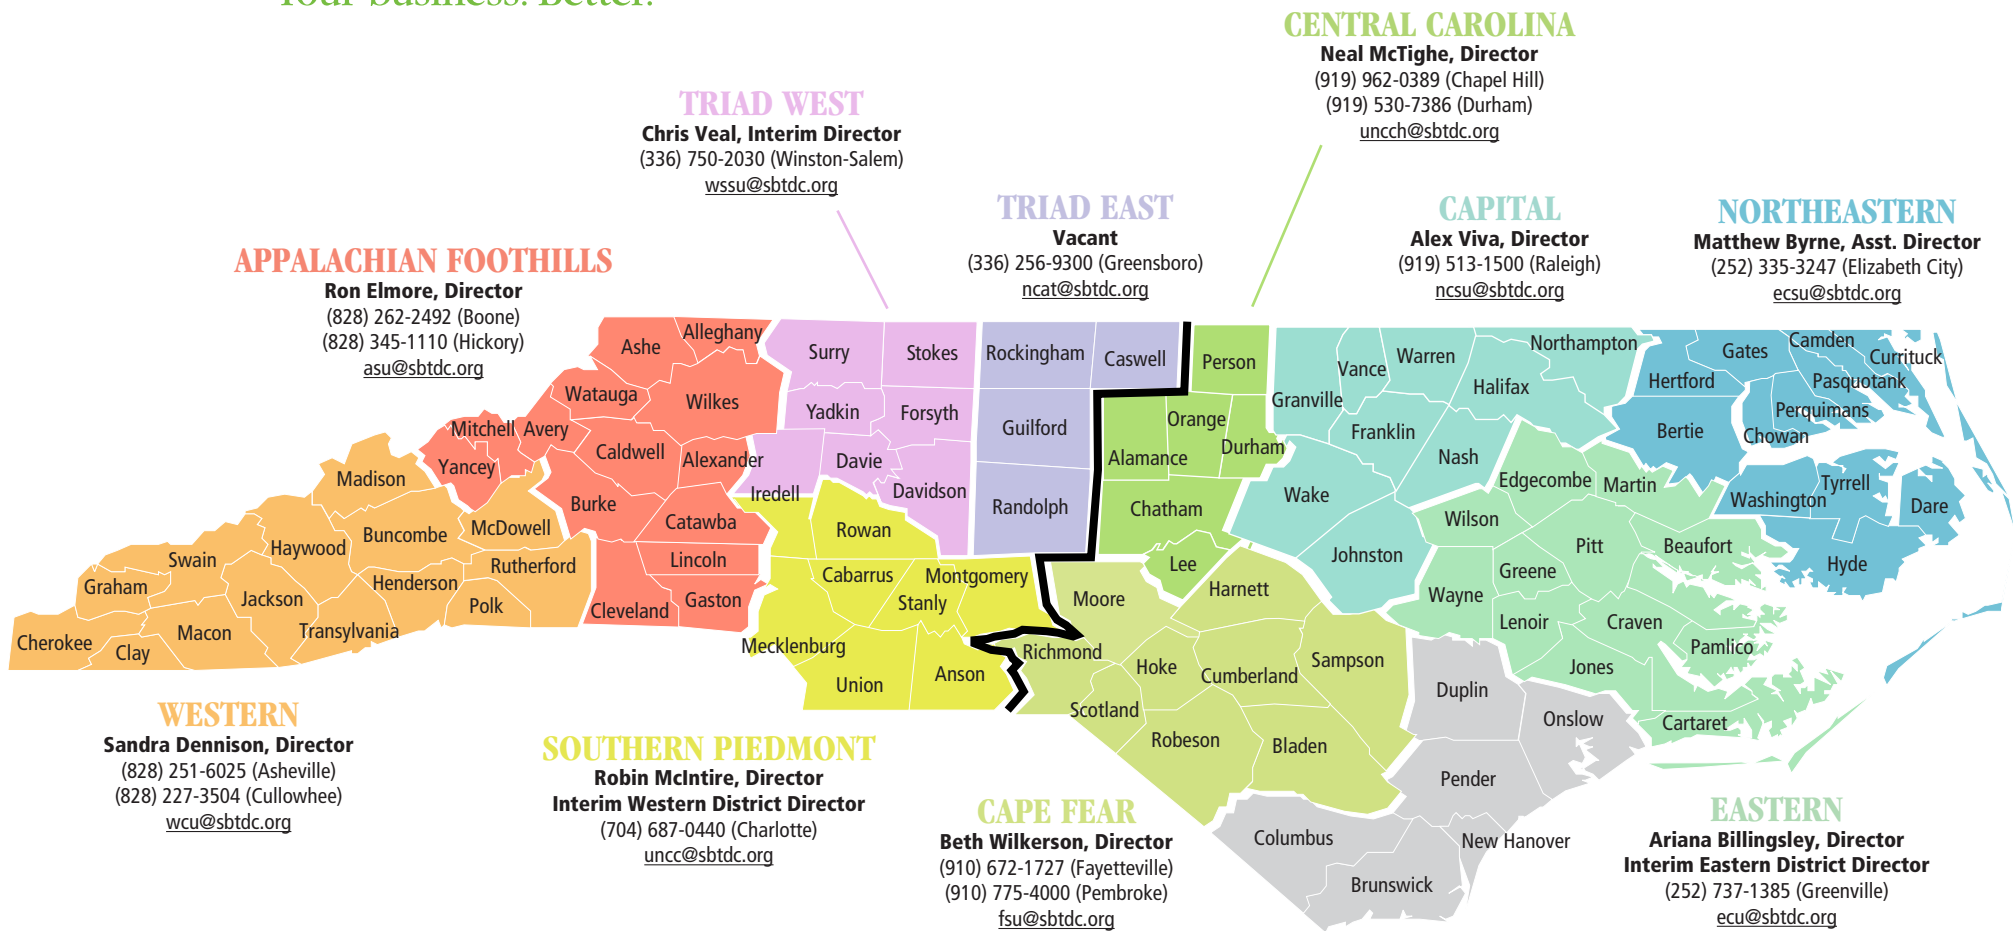 Your Business. Better.
CENTRAL CAROLINA
Neal McTighe, Director
(919) 962-0389 (Chapel Hill)
(919) 530-7386 (Durham)
uncch@sbtdc.org
TRIAD WEST
Chris Veal, Interim Director
(336) 750-2030 (Winston-Salem)
wssu@sbtdc.org
TRIAD EAST
Vacant
(336) 256-9300 (Greensboro)
ncat@sbtdc.org
CAPITAL
Alex Viva, Director
(919) 513-1500 (Raleigh)
ncsu@sbtdc.org
NORTHEASTERN
Matthew Byrne, Asst. Director
(252) 335-3247 (Elizabeth City)
ecsu@sbtdc.org
APPALACHIAN FOOTHILLS
Ron Elmore, Director
(828) 262-2492 (Boone)
(828) 345-1110 (Hickory)
asu@sbtdc.org
Ashe
Alleghany
Watauga
Wilkes
Mitchell
Avery
Yancey
Caldwell
Alexander
Burke
Catawba
Lincoln
Cleveland
Gaston
Surry
Stokes
Yadkin
Forsyth
Davie
Iredell
Davidson
Rockingham
Caswell
Guilford
Randolph
Person
Orange
Durham
Alamance
Chatham
Lee
Granville
Vance
Warren
Northampton
Halifax
Franklin
Nash
Wake
Johnston
Hertford
Gates
Camden
Currituck
Pasquotank
Perquimans
Chowan
Bertie
Washington
Tyrrell
Dare
Hyde
Madison
Buncombe
McDowell
Haywood
Swain
Graham
Rutherford
Henderson
Polk
Jackson
Transylvania
Macon
Cherokee
Clay
Rowan
Cabarrus
Montgomery
Stanly
Mecklenburg
Union
Anson
Moore
Harnett
Richmond
Hoke
Cumberland
Sampson
Scotland
Robeson
Bladen
Edgecombe
Martin
Wilson
Pitt
Beaufort
Greene
Wayne
Lenoir
Craven
Pamlico
Jones
Cartaret
Duplin
Onslow
Pender
Columbus
New Hanover
Brunswick
WESTERN
Sandra Dennison, Director
(828) 251-6025 (Asheville)
(828) 227-3504 (Cullowhee)
wcu@sbtdc.org
SOUTHERN PIEDMONT
Robin McIntire, Director
Interim Western District Director
(704) 687-0440 (Charlotte)
uncc@sbtdc.org
CAPE FEAR
Beth Wilkerson, Director
(910) 672-1727 (Fayetteville)
(910) 775-4000 (Pembroke)
fsu@sbtdc.org
EASTERN
Ariana Billingsley, Director
Interim Eastern District Director
(252) 737-1385 (Greenville)
ecu@sbtdc.org